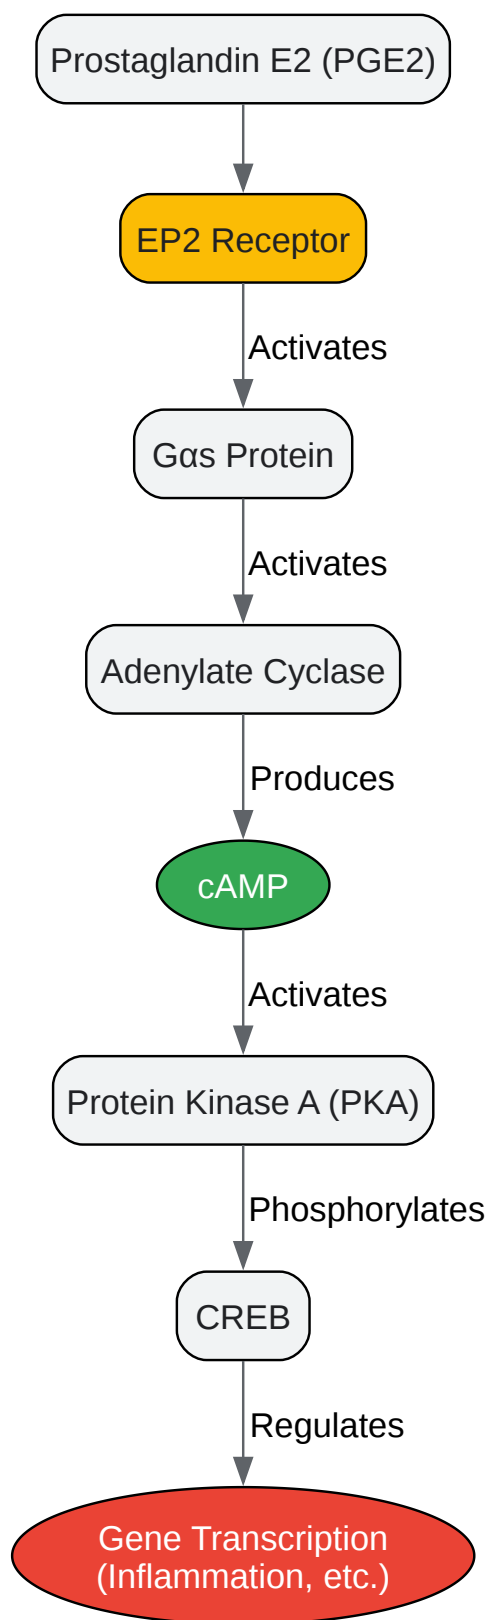 Prostaglandin E2 (PGE2)
EP2 Receptor
Activates
Gαs Protein
Activates
Adenylate Cyclase
Produces
cAMP
Activates
Protein Kinase A (PKA)
Phosphorylates
CREB
Regulates
Gene Transcription
(Inflammation, etc.)